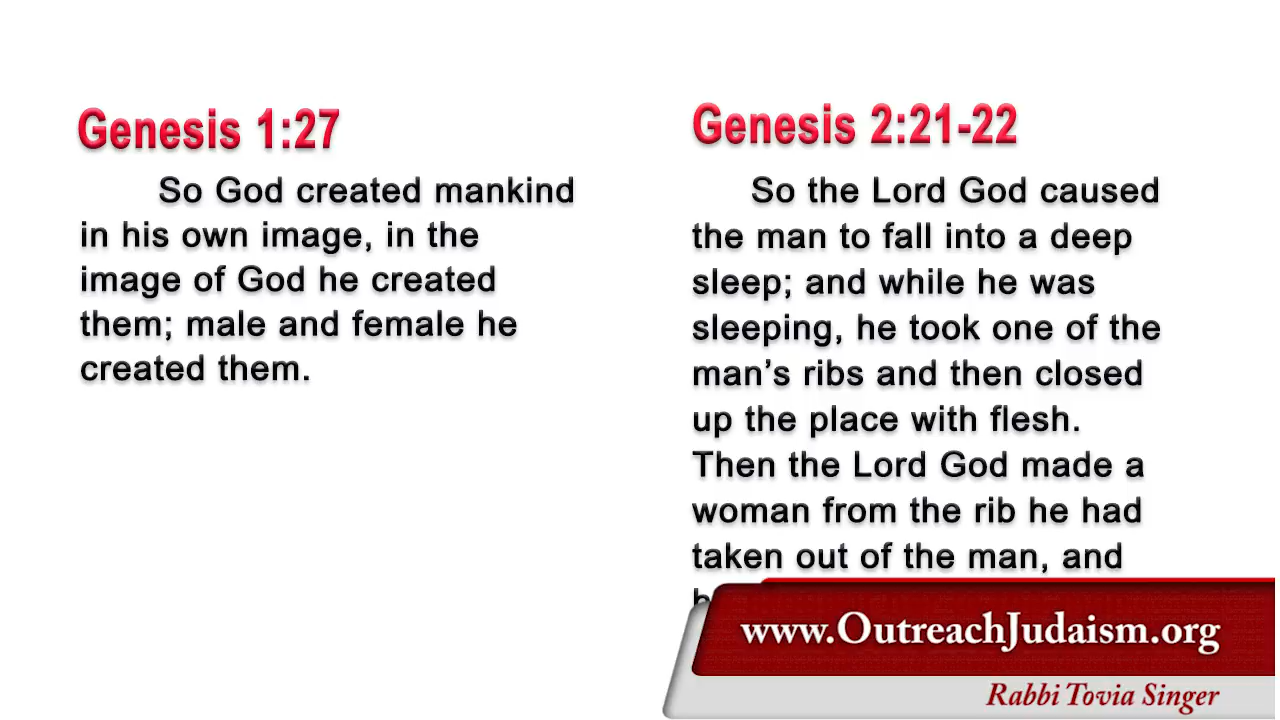 Genesis 1:27
So God created mankind
in his own image, in the
image of God he created
them; male and female he
created them.
Genesis 2:21-22
So the Lord God caused
the man to fall into a deep
sleep; and while he was
sleeping, he took one of the
man’s ribs and then closed
up the place with flesh.
Then the Lord God made a
woman from the rib he had
taken out of the man, and
www.OutreachJudaism.org
Rabbi Tovia Singer